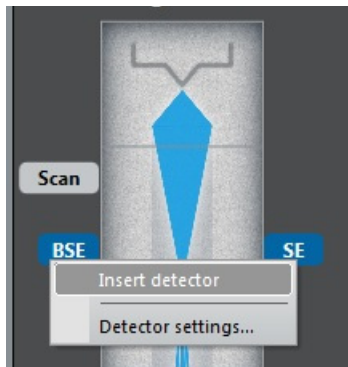 Scan
BSE
SE
Insert detector
Detector settings...